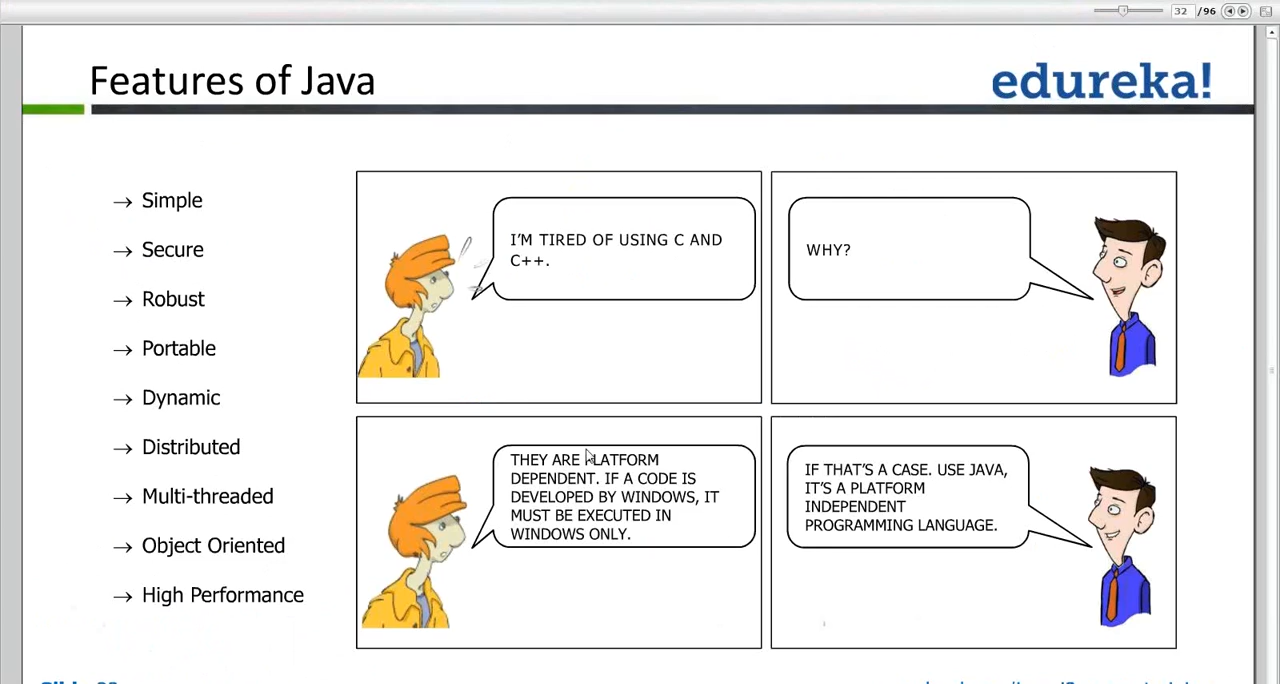 32 /96
Features of Java
edureka!
→ Simple
→ Secure
→ Robust
→ Portable
→ Dynamic
→ Distributed
→ Multi-threaded
→ Object Oriented
→ High Performance
I'M TIRED OF USING C AND
C++.
WHY?
THEY ARE PLATFORM
DEPENDENT. IF A CODE IS
DEVELOPED BY WINDOWS, IT
MUST BE EXECUTED IN
WINDOWS ONLY.
IF THAT'S A CASE. USE JAVA,
IT'S A PLATFORM
INDEPENDENT
PROGRAMMING LANGUAGE.